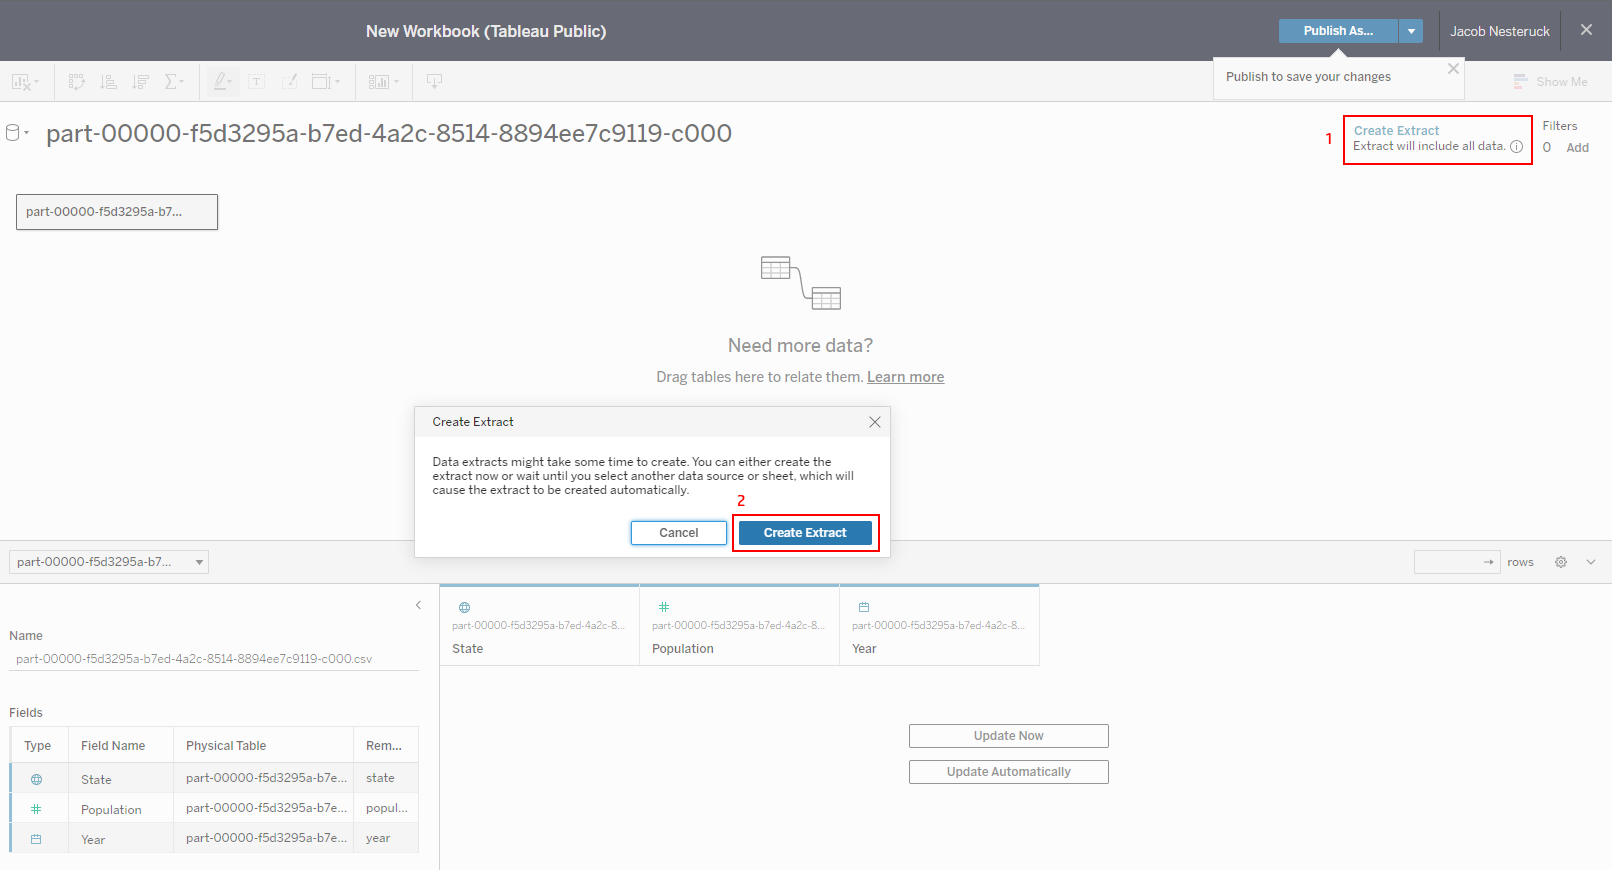 New Workbook (Tableau Public)
Publish As...
Jacob Nesteruck
Publish to save your changes
Show Me
T
part-00000-f5d3295a-b7ed-4a2c-8514-8894ee7c9119-c000
1
Create Extract
Extract will include all data.
Filters
0 Add
part-00000-f5d3295a-b7...
Need more data?
Drag tables here to relate them. Learn more
Create Extract
Data extracts might take some time to create. You can either create the
extract now or wait until you select another data source or sheet, which will
cause the extract to be created automatically.
2
Cancel
Create Extract
part-00000-f5d3295a-b7...
rows
Name
part-00000-f5d3295a-b7ed-4a2c-8514-8894ee7c9119-c000.csv
Fields
Type Field Name Physical Table Rem...
State part-00000-f5d3295a-b7e... state
Population part-00000-f5d3295a-b7e... popul...
Year part-00000-f5d3295a-b7e... year
part-00000-f5d3295a-b7ed-4a2c-8... part-00000-f5d3295a-b7ed-4a2c-8... part-00000-f5d3295a-b7ed-4a2c-8...
State Population Year
Update Now
Update Automatically